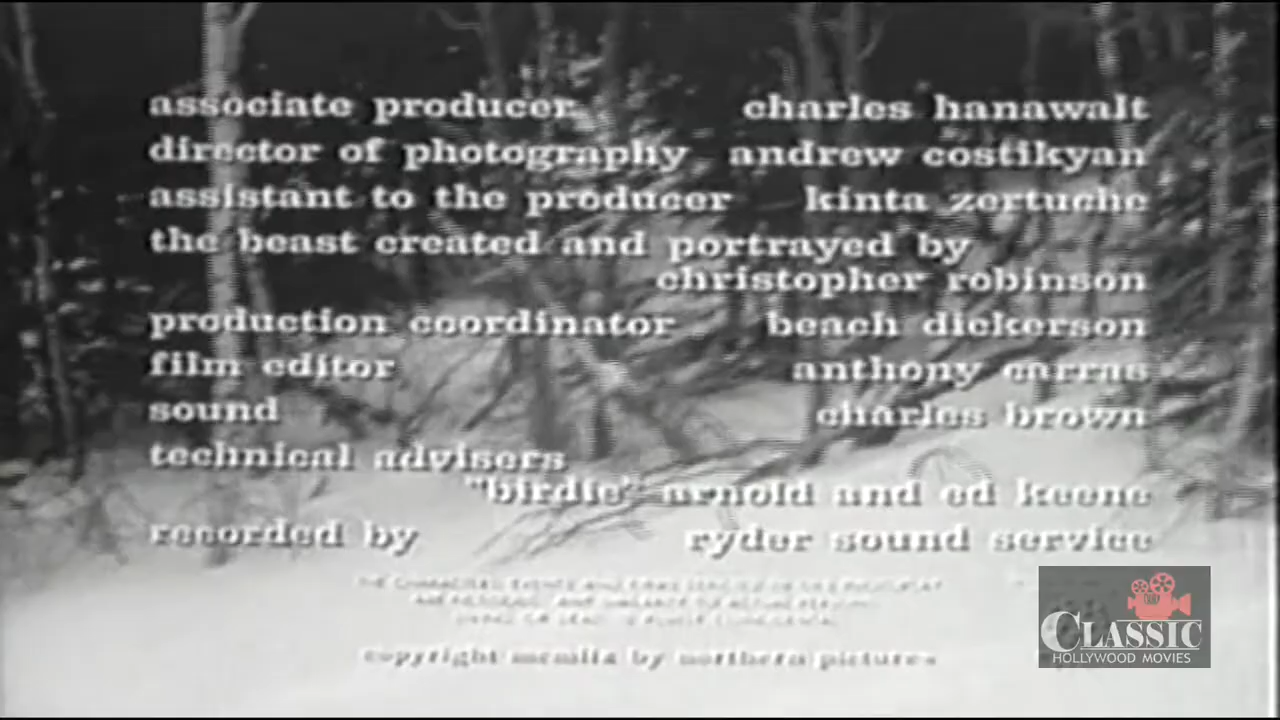 associate producer charles hanawalt
director of photography andrew costikyan
assistant to the producer kinta zertuche
the beast created and portrayed by
christopher robinson
production coordinator beach dickerson
film editor anthony carras
sound charles brown
technical advisers
"birdie" arnold and ed keene
recorded by ryder sound service
copyright mcmlix by northern pictures
CLASSIC
HOLLYWOOD MOVIES